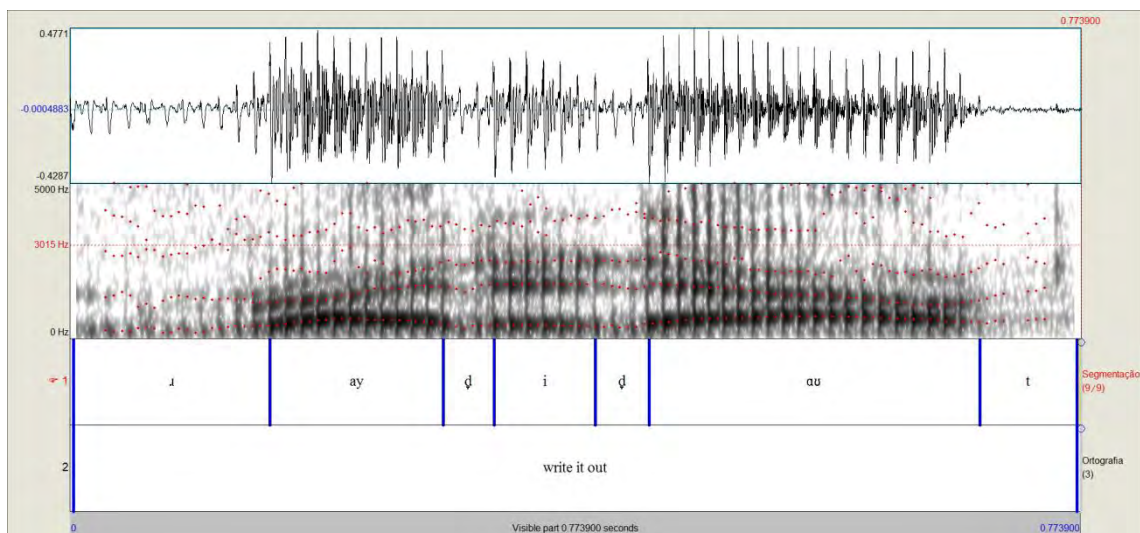 0.773900
0.4771
-0.0004883
-0.4287
5000 Hz
3015 Hz
0 Hz
☞ 1 ɹ ay d̬ i d̬ ɑʊ t Segmentação
(9/9)
2 write it out Ortografia
(3)
0 Visible part 0.773900 seconds 0.773900